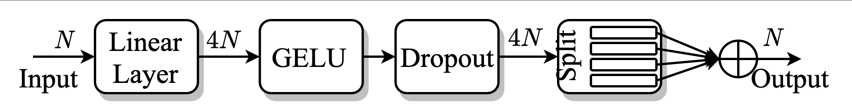 N
Input
Linear
Layer
4N
GELU
Dropout
4N
Split
N
Output